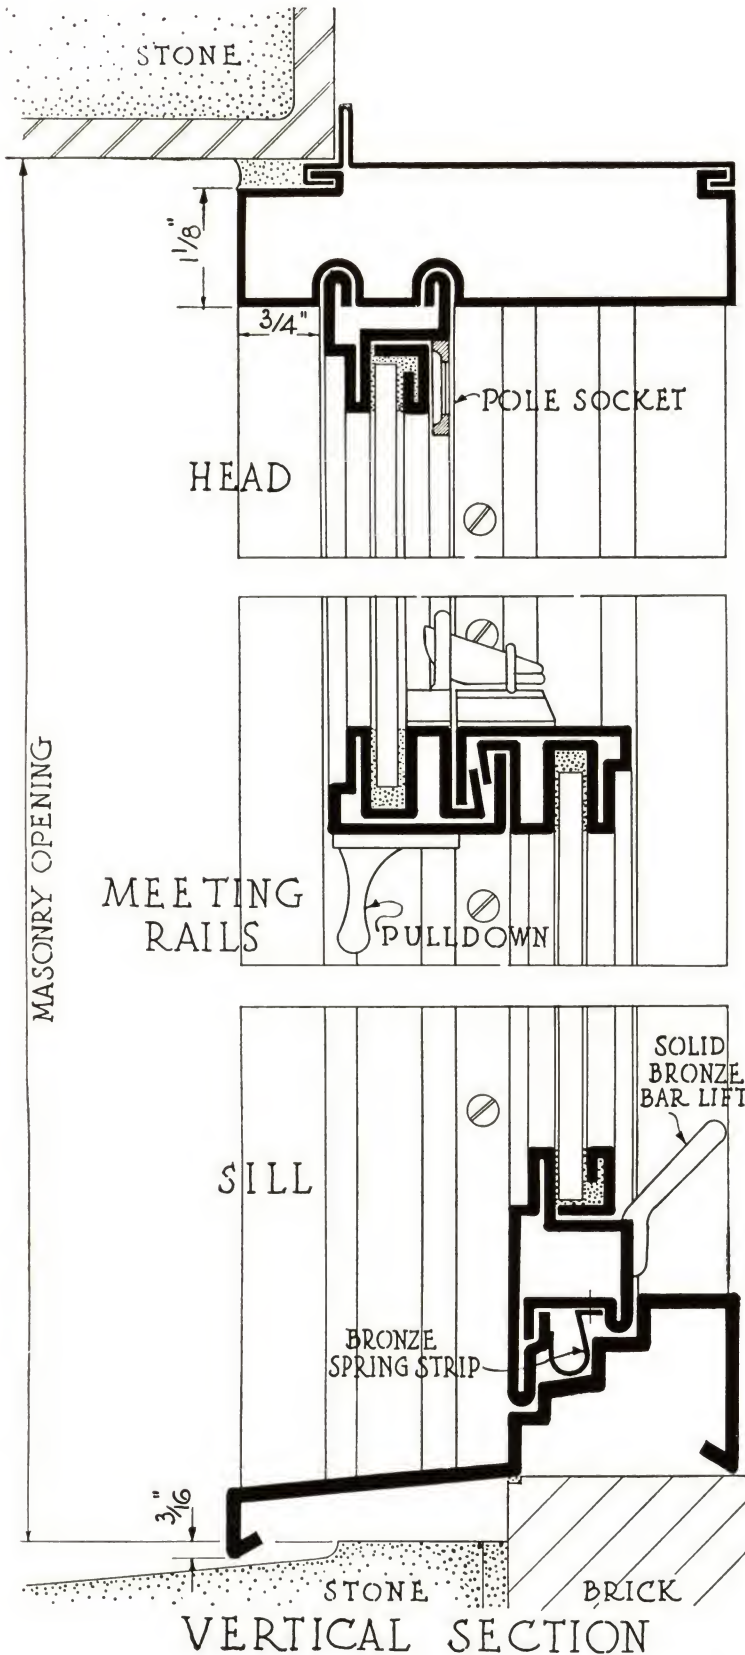 STONE
1 1/8"
3/4"
POLE SOCKET
HEAD
MASONRY OPENING
MEETING
RAILS
PULLDOWN
SOLID
BRONZE
BAR LIFT
SILL
BRONZE
SPRING STRIP
3/16"
STONE
BRICK
VERTICAL SECTION